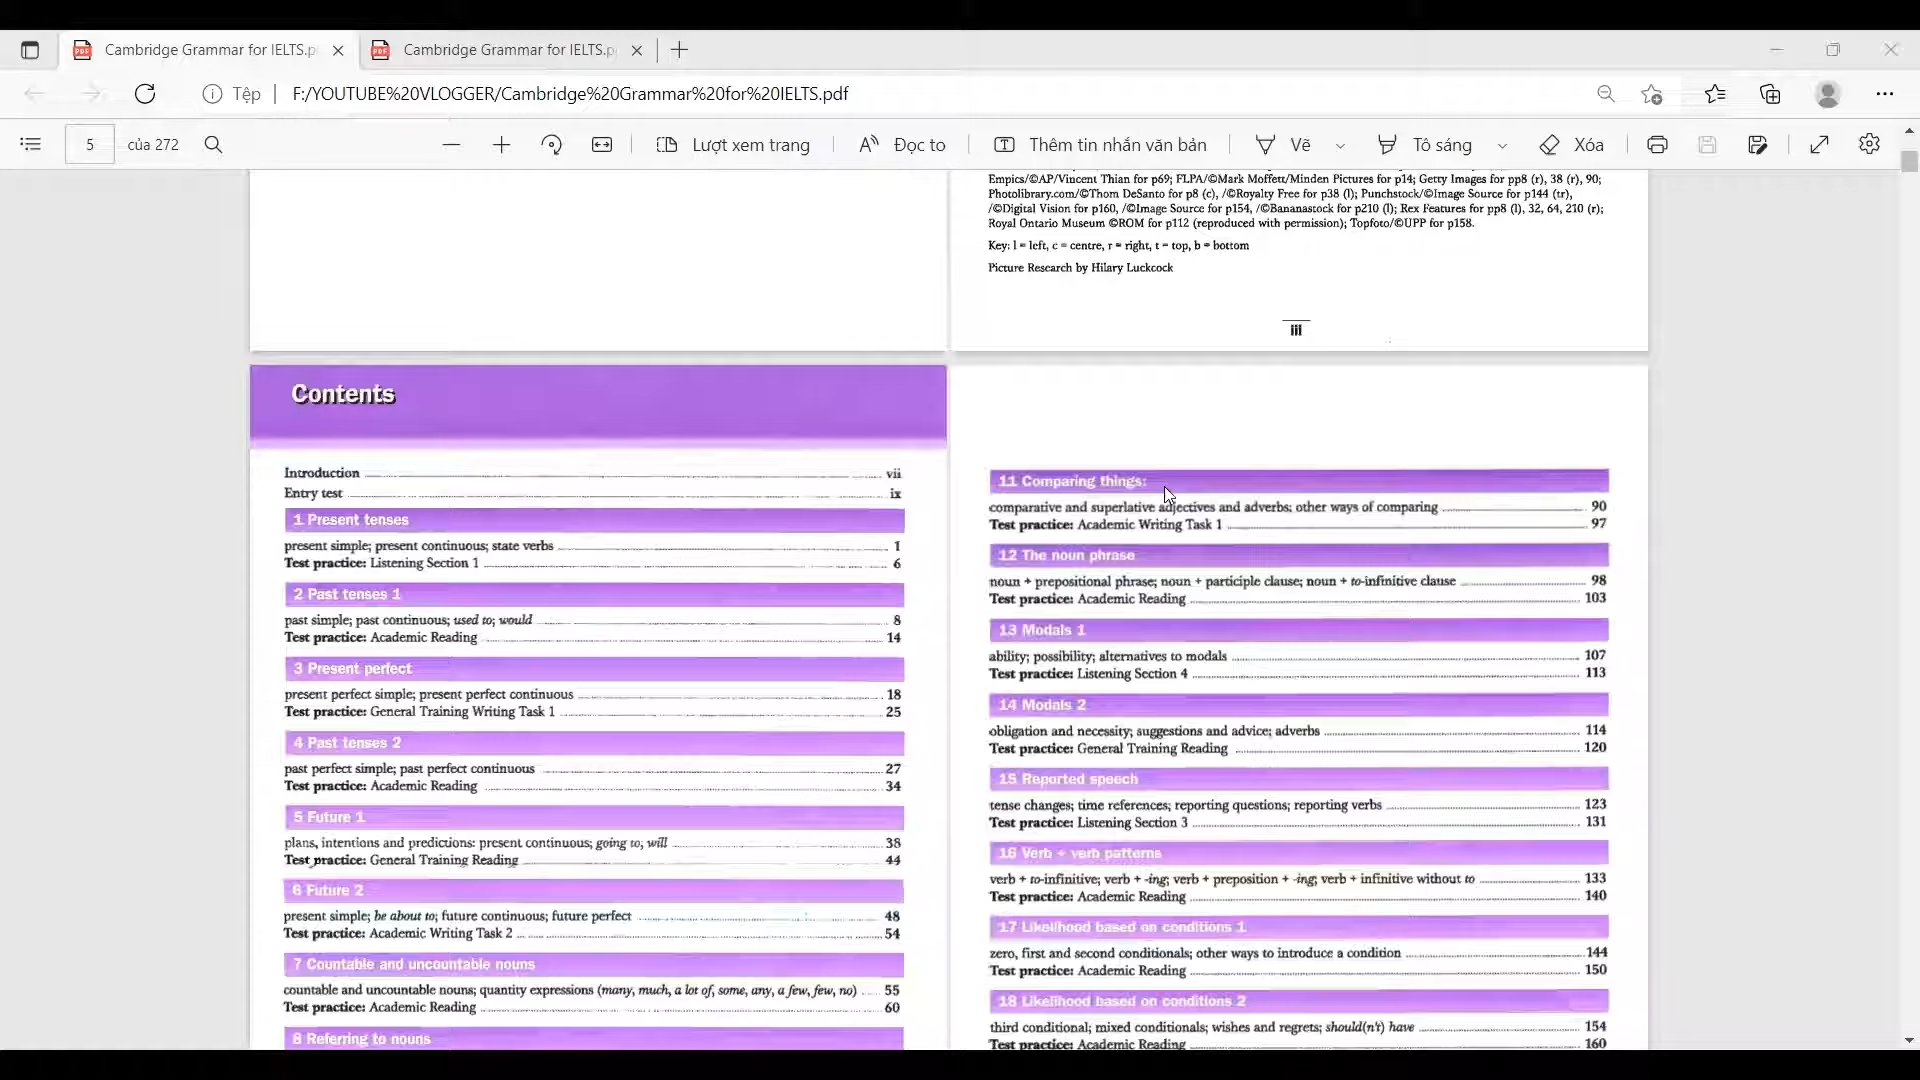 Cambridge Grammar for IELTS.p
Cambridge Grammar for IELTS.p
Tệp
F:/YOUTUBE%20VLOGGER/Cambridge%20Grammar%20for%20IELTS.pdf
5 của 272
Lượt xem trang
Đọc to
Thêm tin nhắn văn bản
Vẽ
Tô sáng
Xóa
Empics/©AP/Vincent Thian for p69; FLPA/©Mark Moffett/Minden Pictures for p14; Getty Images for pp8 (r), 38 (r), 90;
Photolibrary.com/©Thom DeSanto for p8 (c), /©Royalty Free for p38 (l); Punchstock/©Image Source for p144 (tr),
/©Digital Vision for p160, /©Image Source for p154, /©Bananastock for p210 (l); Rex Features for pp8 (l), 32, 64, 210 (r);
Royal Ontario Museum ©ROM for p112 (reproduced with permission); Topfoto/©UPP for p158.
Key: l = left, c = centre, r = right, t = top, b = bottom
Picture Research by Hilary Luckcock
iii
Contents
Introduction vii
Entry test ix
1 Present tenses
present simple; present continuous; state verbs 1
Test practice: Listening Section 1 6
2 Past tenses 1
past simple; past continuous; used to; would 8
Test practice: Academic Reading 14
3 Present perfect
present perfect simple; present perfect continuous 18
Test practice: General Training Writing Task 1 25
4 Past tenses 2
past perfect simple; past perfect continuous 27
Test practice: Academic Reading 34
5 Future 1
plans, intentions and predictions: present continuous; going to; will 38
Test practice: General Training Reading 44
6 Future 2
present simple; be about to; future continuous; future perfect 48
Test practice: Academic Writing Task 2 54
7 Countable and uncountable nouns
countable and uncountable nouns; quantity expressions (many, much, a lot of, some, any, a few, few, no) 55
Test practice: Academic Reading 60
8 Referring to nouns
11 Comparing things:
comparative and superlative adjectives and adverbs; other ways of comparing 90
Test practice: Academic Writing Task 1 97
12 The noun phrase
noun + prepositional phrase; noun + participle clause; noun + to-infinitive clause 98
Test practice: Academic Reading 103
13 Modals 1
ability; possibility; alternatives to modals 107
Test practice: Listening Section 4 113
14 Modals 2
obligation and necessity; suggestions and advice; adverbs 114
Test practice: General Training Reading 120
15 Reported speech
tense changes; time references; reporting questions; reporting verbs 123
Test practice: Listening Section 3 131
16 Verb + verb patterns
verb + to-infinitive; verb + -ing; verb + preposition + -ing; verb + infinitive without to 133
Test practice: Academic Reading 140
17 Likelihood based on conditions 1
zero, first and second conditionals; other ways to introduce a condition 144
Test practice: Academic Reading 150
18 Likelihood based on conditions 2
third conditional; mixed conditionals; wishes and regrets; should(n't) have 154
Test practice: Academic Reading 160